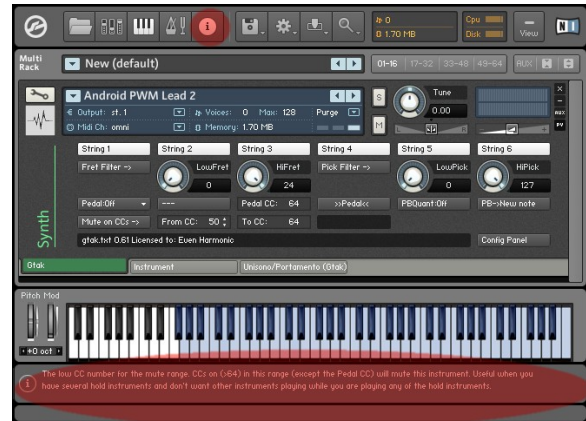 0
0 1.70 MB
Cpu
Disk
View
Multi Rack
New (default)
01-16 17-32 33-48 49-64 AUX
Android PWM Lead 2
Output: st. 1 Voices: 0 Max: 128 Purge
Midi Ch: omni Memory: 1.70 MB
S
M
Tune
0.00
L R
AUX
PV
String 1 String 2 String 3 String 4 String 5 String 6
Fret Filter -> LowFret HiFret Pick Filter -> LowPick HiPick
0 24 0 127
Pedal:Off --- Pedal CC: 64 >>Pedal<< PBQuant:Off PB->New note
Mute on CCs -> From CC: 50 To CC: 64
gtak.txt 0.61 Licensed to: Even Harmonic Config Panel
Synth
Gtak Instrument Unisono/Portamento (Gtak)
Pitch Mod
+0 oct
The low CC number for the mute range. CCs on (>64) in this range (except the Pedal CC) will mute this instrument. Useful when you
have several hold instruments and don't want other instruments playing while you are playing any of the hold instruments.